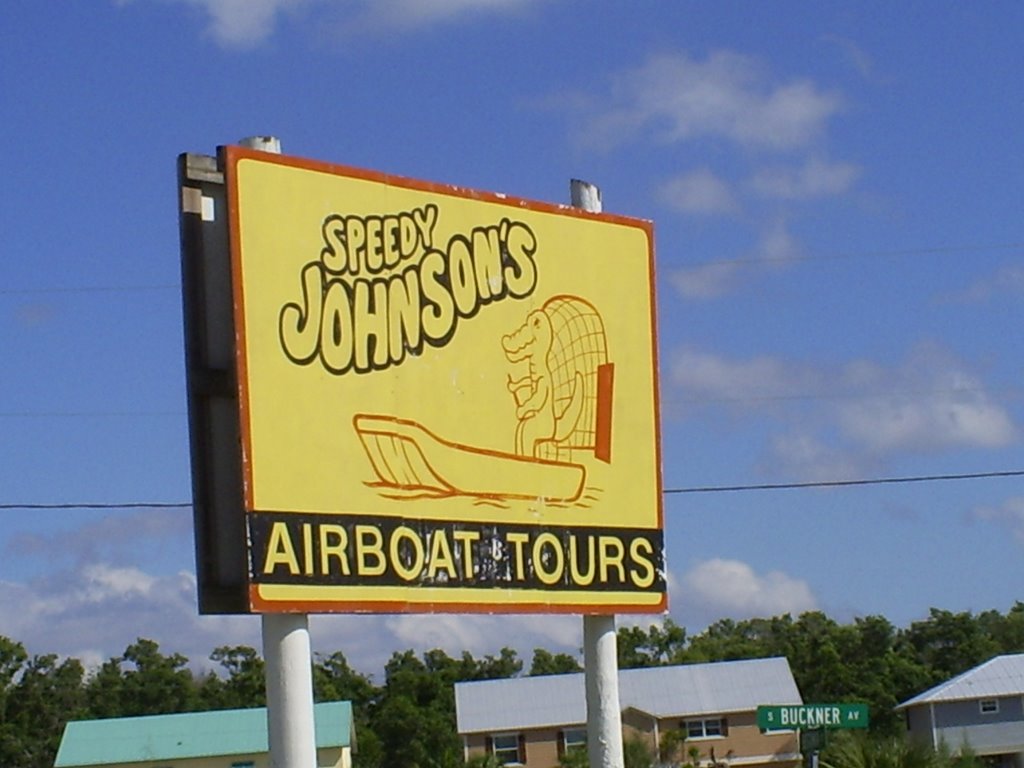 SPEEDY
JOHNSON'S
AIRBOAT TOURS
S BUCKNER AV